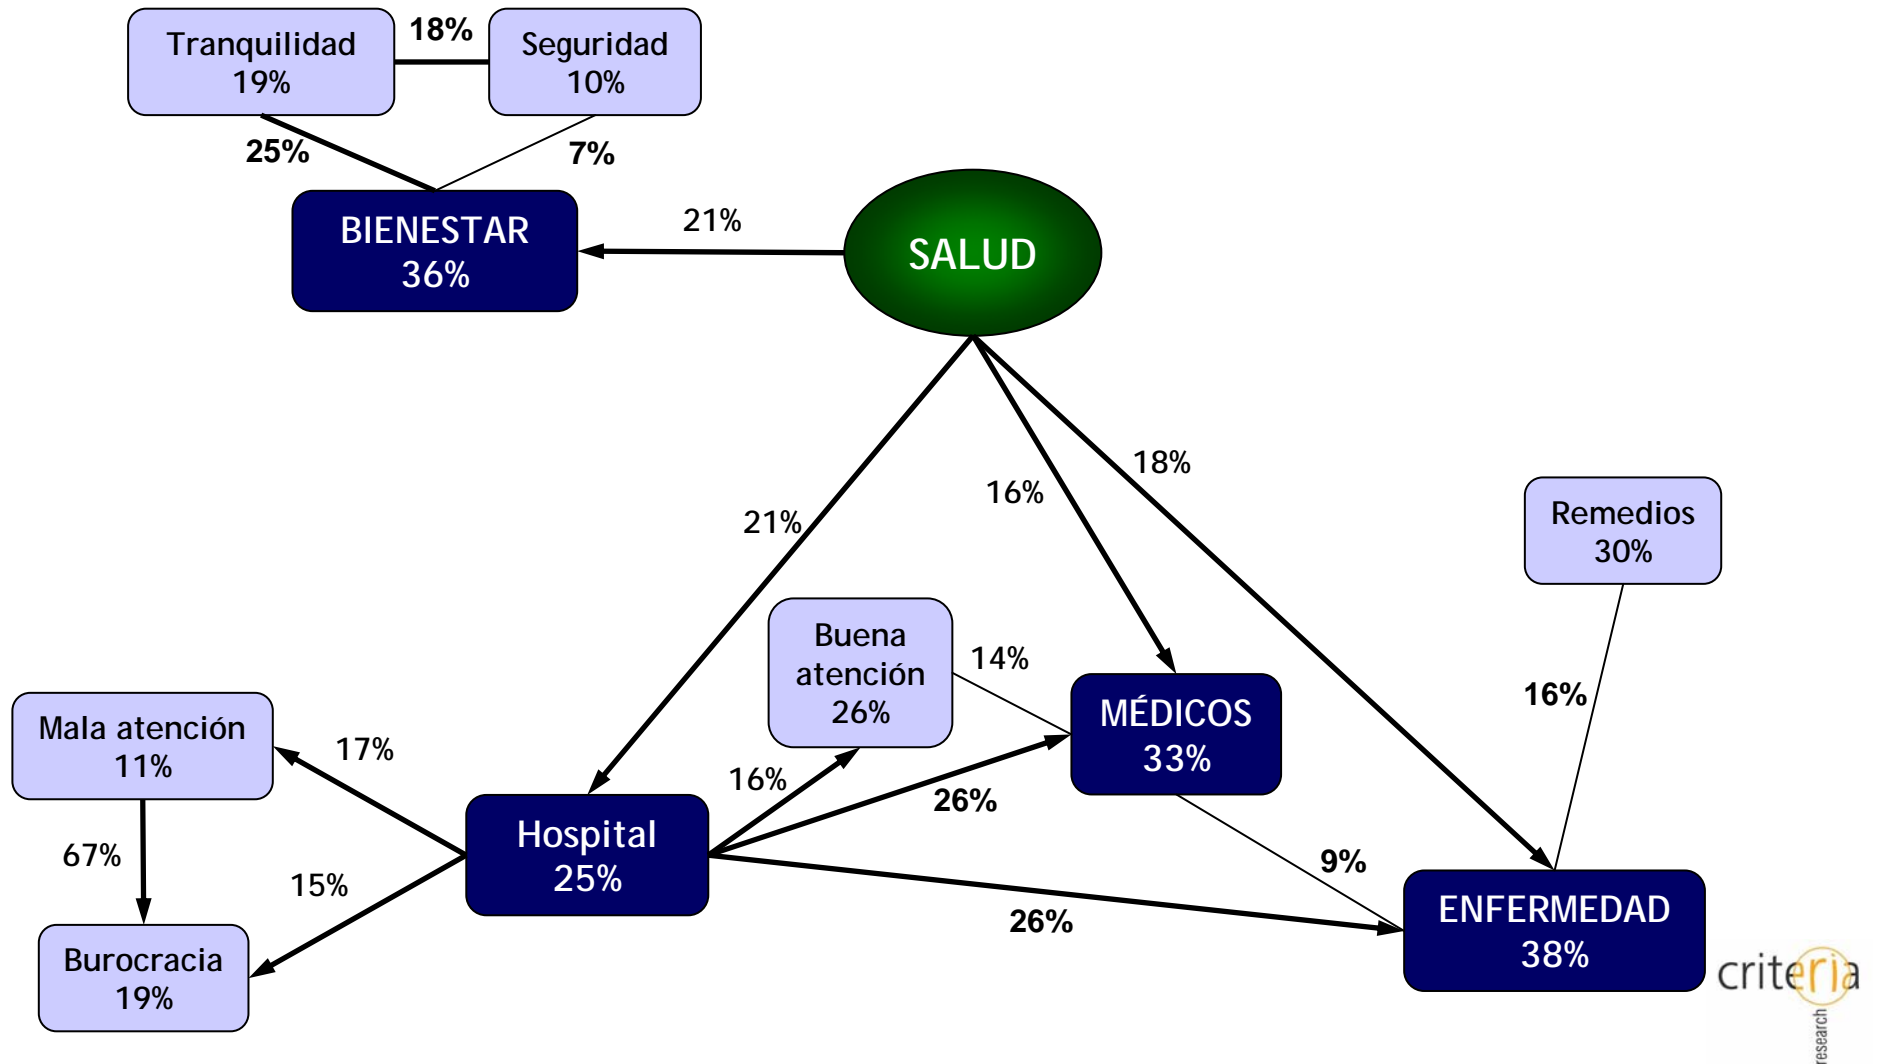 Tranquilidad
19%
18%
Seguridad
10%
25%
7%
BIENESTAR
36%
21%
SALUD
21%
16%
18%
Remedios
30%
16%
Buena
atención
26%
14%
MÉDICOS
33%
Mala atención
11%
17%
16%
26%
67%
15%
Hospital
25%
9%
26%
Burocracia
19%
ENFERMEDAD
38%
criteria
research